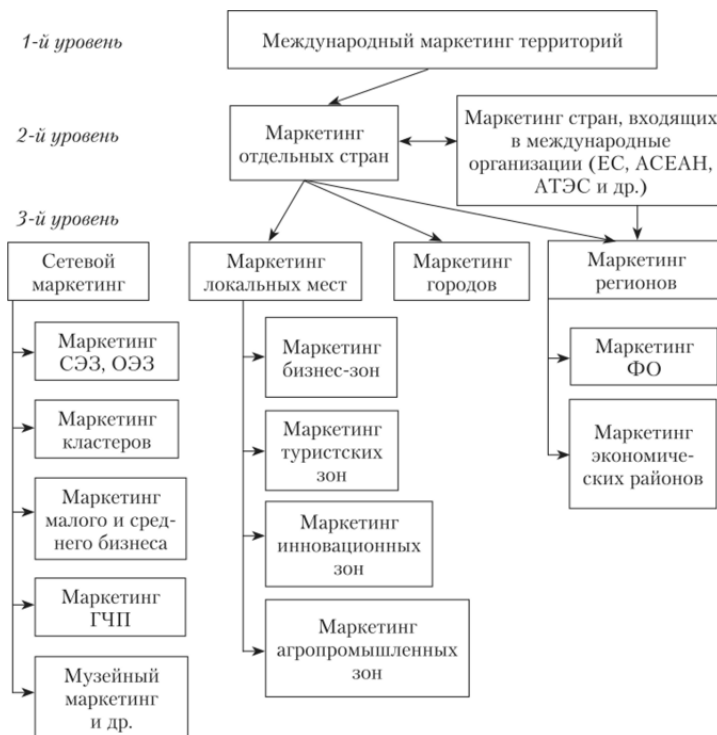 1-й уровень
Международный маркетинг территорий
2-й уровень
Маркетинг
отдельных стран
Маркетинг стран, входящих
в международные
организации (ЕС, АСЕАН,
АТЭС и др.)
3-й уровень
Сетевой
маркетинг
Маркетинг
СЭЗ, ОЭЗ
Маркетинг
кластеров
Маркетинг
малого и сред-
него бизнеса
Маркетинг
ГЧП
Музейный
маркетинг
и др.
Маркетинг
локальных мест
Маркетинг
бизнес-зон
Маркетинг
туристских
зон
Маркетинг
инновационных
зон
Маркетинг
агропромышленных
зон
Маркетинг
городов
Маркетинг
регионов
Маркетинг
ФО
Маркетинг
экономиче-
ских районов